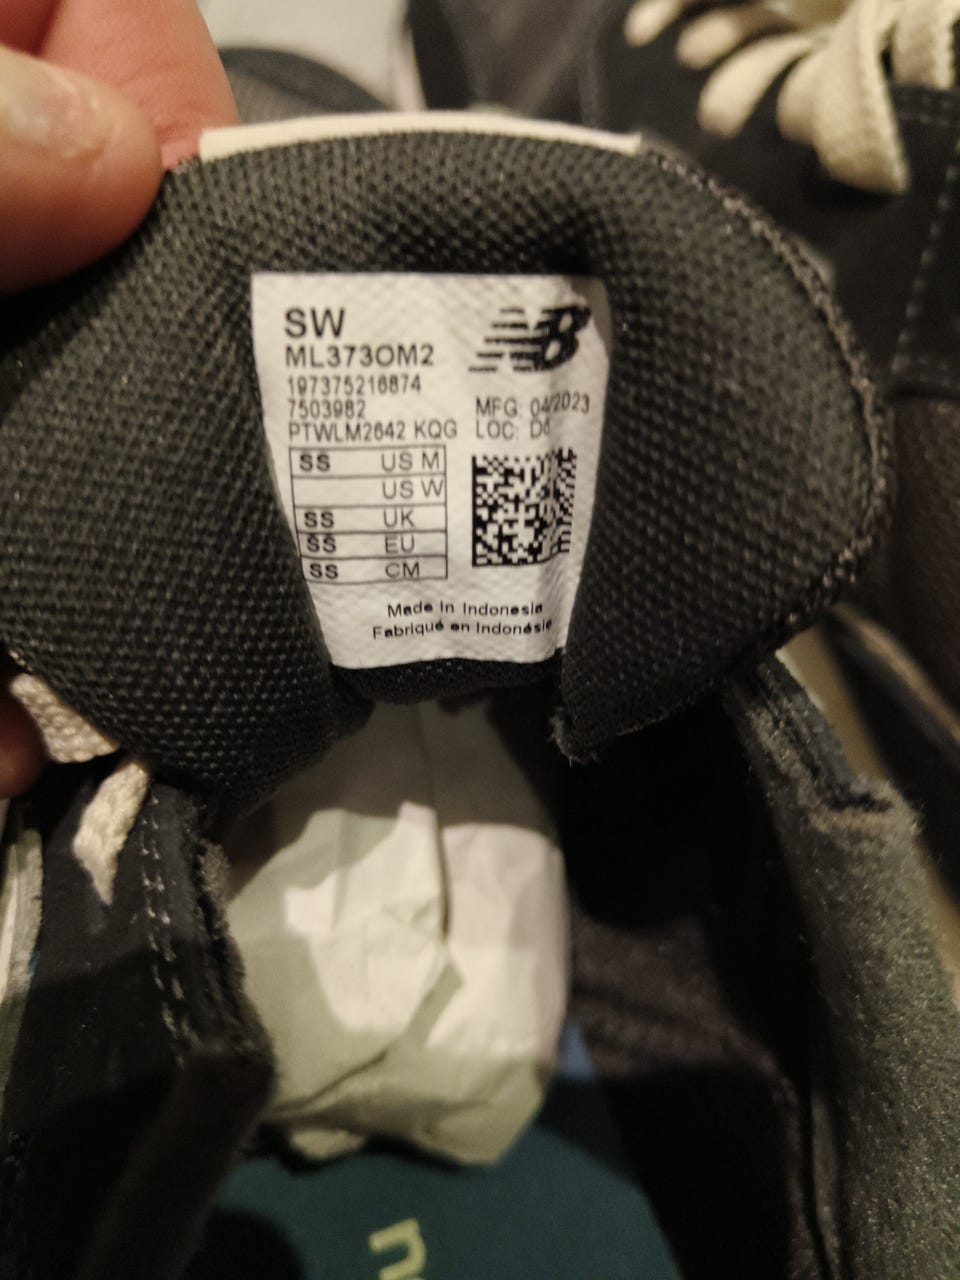 SW
ML373OM2
197375216874
7503982
PTWLM2642 KQG
NB
MFG: 04/2023
LOC: D6
SS US M
US W
SS UK
SS EU
SS CM
Made In Indonesia
Fabriqué en Indonésie
n